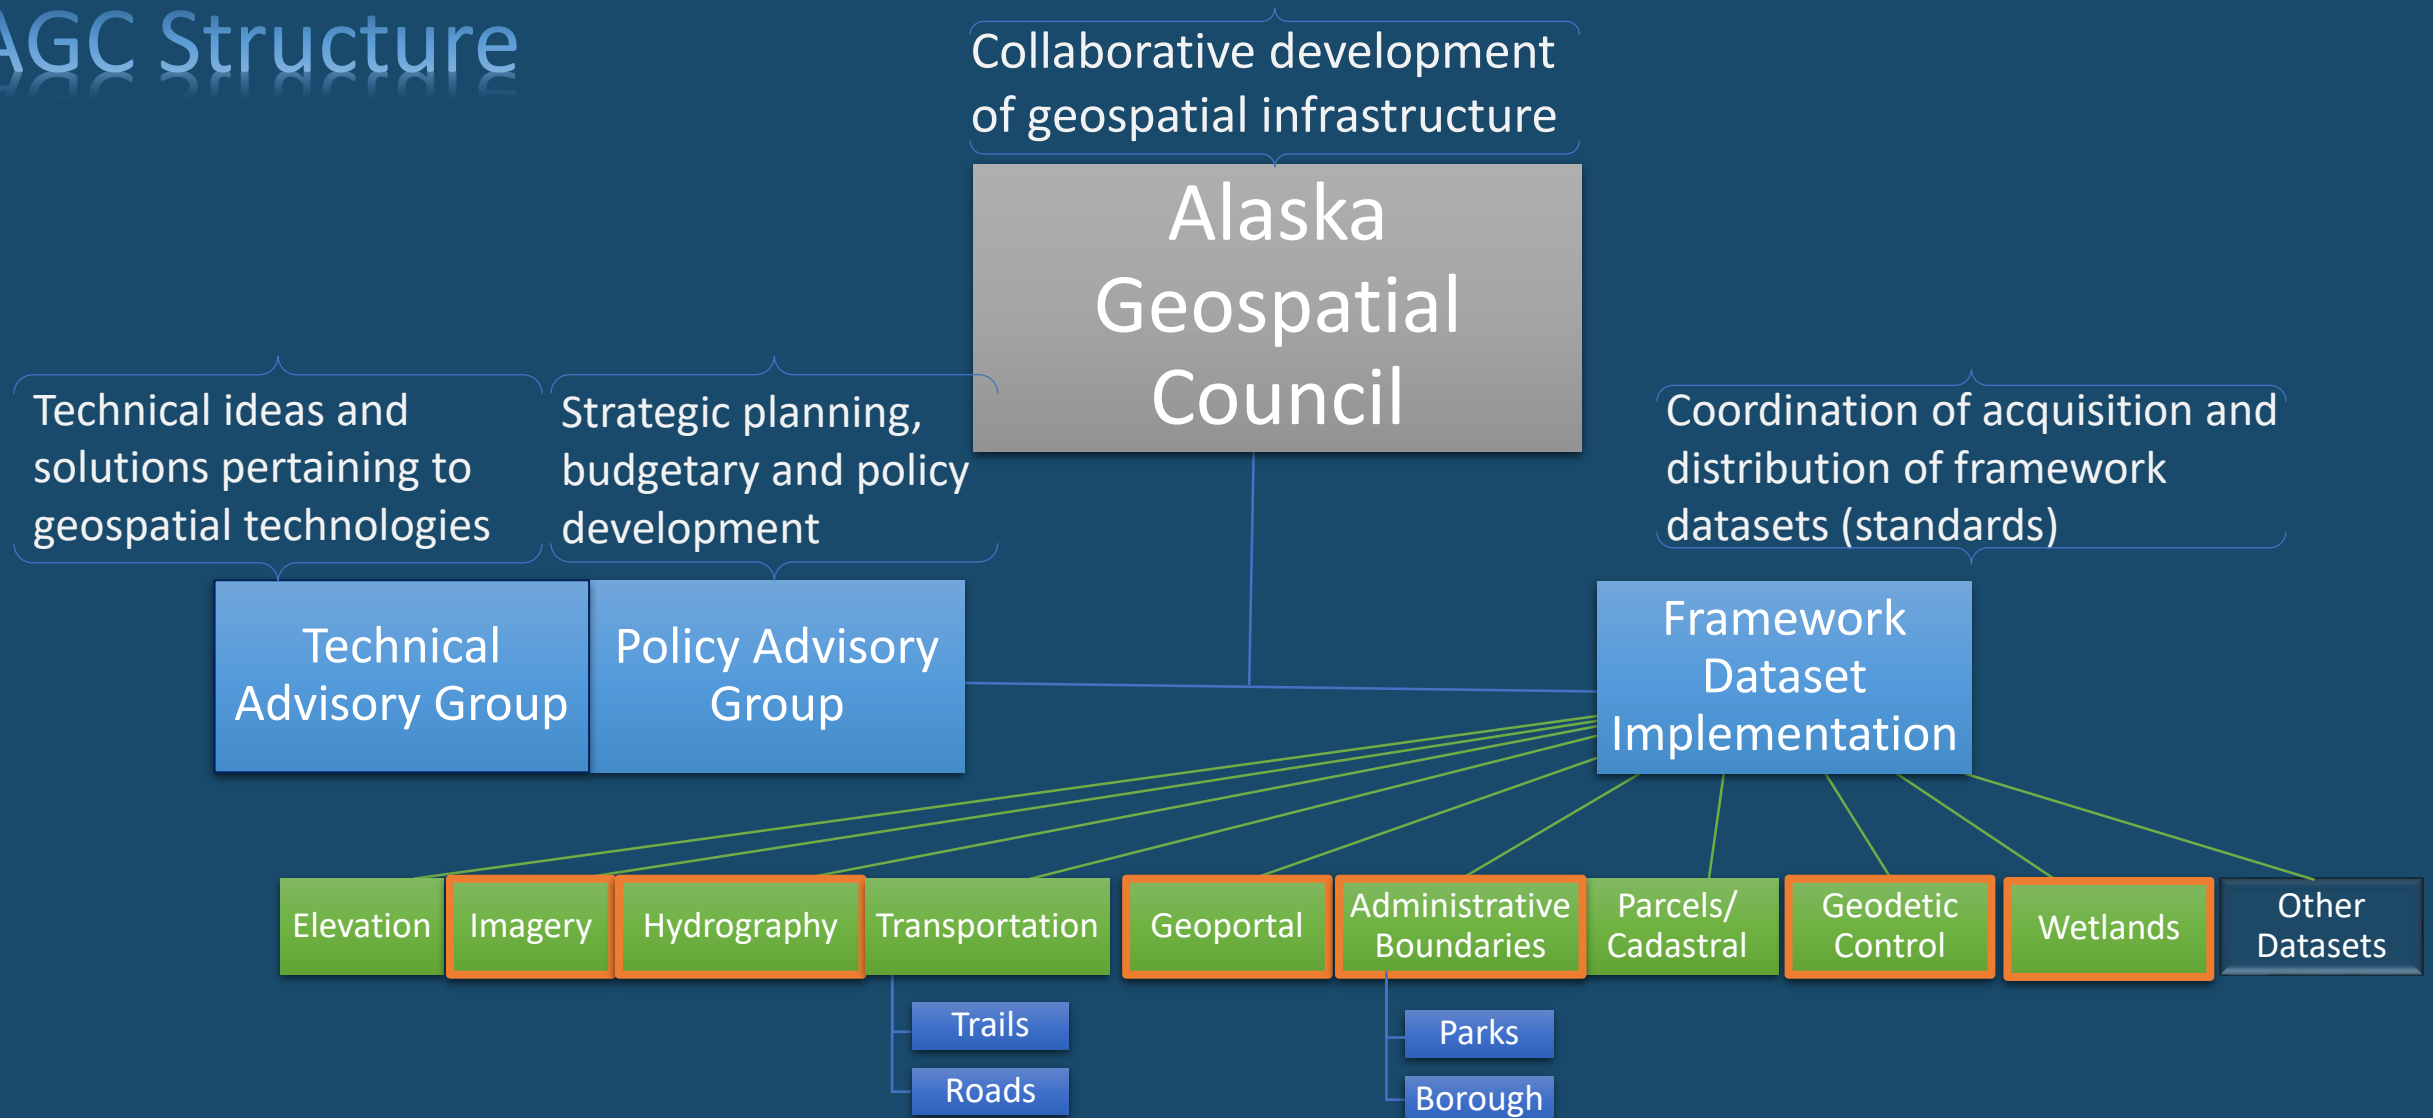 AGC Structure
Collaborative development
of geospatial infrastructure
Alaska
Geospatial
Council
Technical ideas and
solutions pertaining to
geospatial technologies
Strategic planning,
budgetary and policy
development
Coordination of acquisition and
distribution of framework
datasets (standards)
Technical
Advisory Group
Policy Advisory
Group
Framework
Dataset
Implementation
Elevation
Imagery
Hydrography
Transportation
Geoportal
Administrative
Boundaries
Parcels/
Cadastral
Geodetic
Control
Wetlands
Other
Datasets
Trails
Roads
Parks
Borough